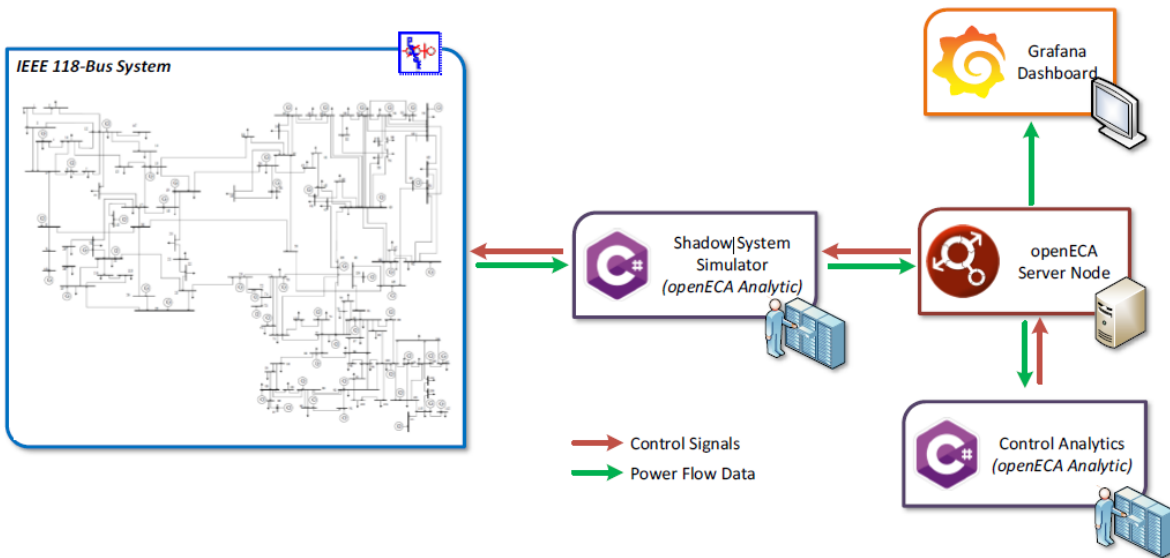 IEEE 118-Bus System
Grafana
Dashboard
Shadow|System
Simulator
(openECA Analytic)
openECA
Server Node
Control Signals
Power Flow Data
Control Analytics
(openECA Analytic)
C#
C#